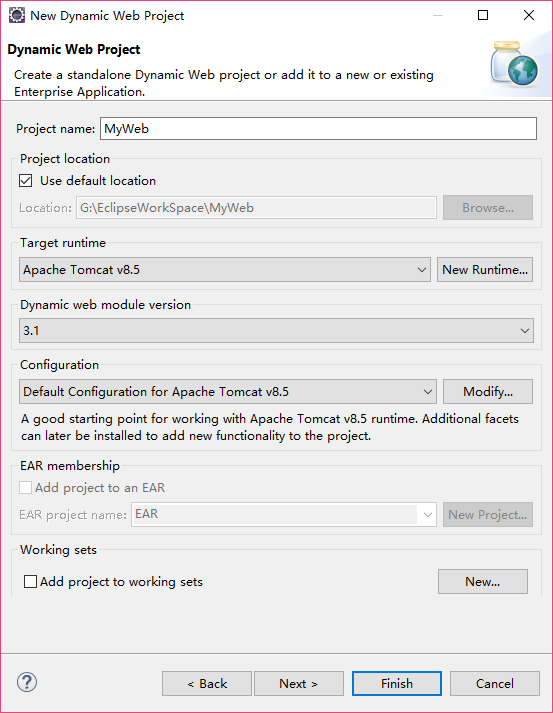 New Dynamic Web Project
Dynamic Web Project
Create a standalone Dynamic Web project or add it to a new or existing
Enterprise Application.
Project name: MyWeb
Project location
Use default location
Location: G:\EclipseWorkSpace\MyWeb Browse...
Target runtime
Apache Tomcat v8.5 New Runtime...
Dynamic web module version
3.1
Configuration
Default Configuration for Apache Tomcat v8.5 Modify...
A good starting point for working with Apache Tomcat v8.5 runtime. Additional facets
can later be installed to add new functionality to the project.
EAR membership
Add project to an EAR
EAR project name: EAR New Project...
Working sets
Add project to working sets New...
? < Back Next > Finish Cancel